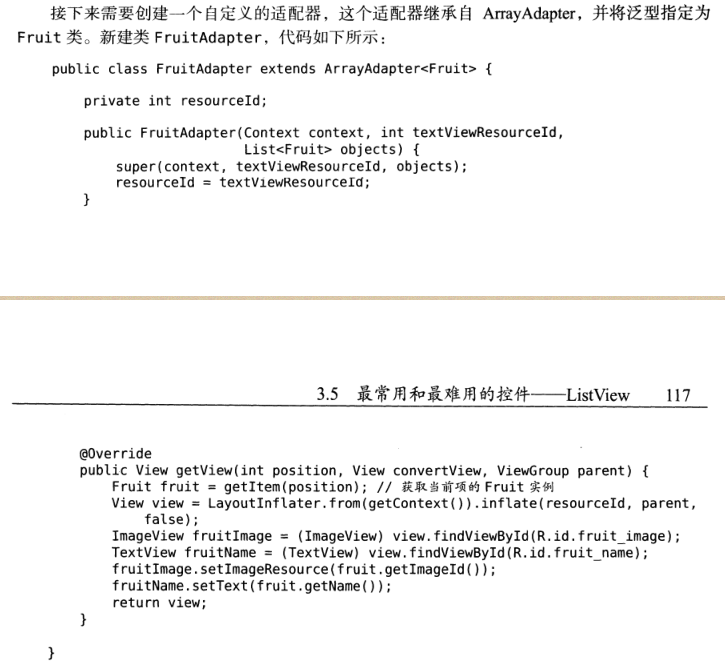 接下来需要创建一个自定义的适配器，这个适配器继承自 ArrayAdapter，并将泛型指定为
Fruit 类。新建类 FruitAdapter，代码如下所示：
public class FruitAdapter extends ArrayAdapter<Fruit> {
private int resourceId;
public FruitAdapter(Context context, int textViewResourceId,
List<Fruit> objects) {
super(context, textViewResourceId, objects);
resourceId = textViewResourceId;
}
3.5 最常用和最难用的控件——ListView 117
@Override
public View getView(int position, View convertView, ViewGroup parent) {
Fruit fruit = getItem(position); // 获取当前项的 Fruit 实例
View view = LayoutInflater.from(getContext()).inflate(resourceId, parent,
false);
ImageView fruitImage = (ImageView) view.findViewById(R.id.fruit_image);
TextView fruitName = (TextView) view.findViewById(R.id.fruit_name);
fruitImage.setImageResource(fruit.getImageId());
fruitName.setText(fruit.getName());
return view;
}
}